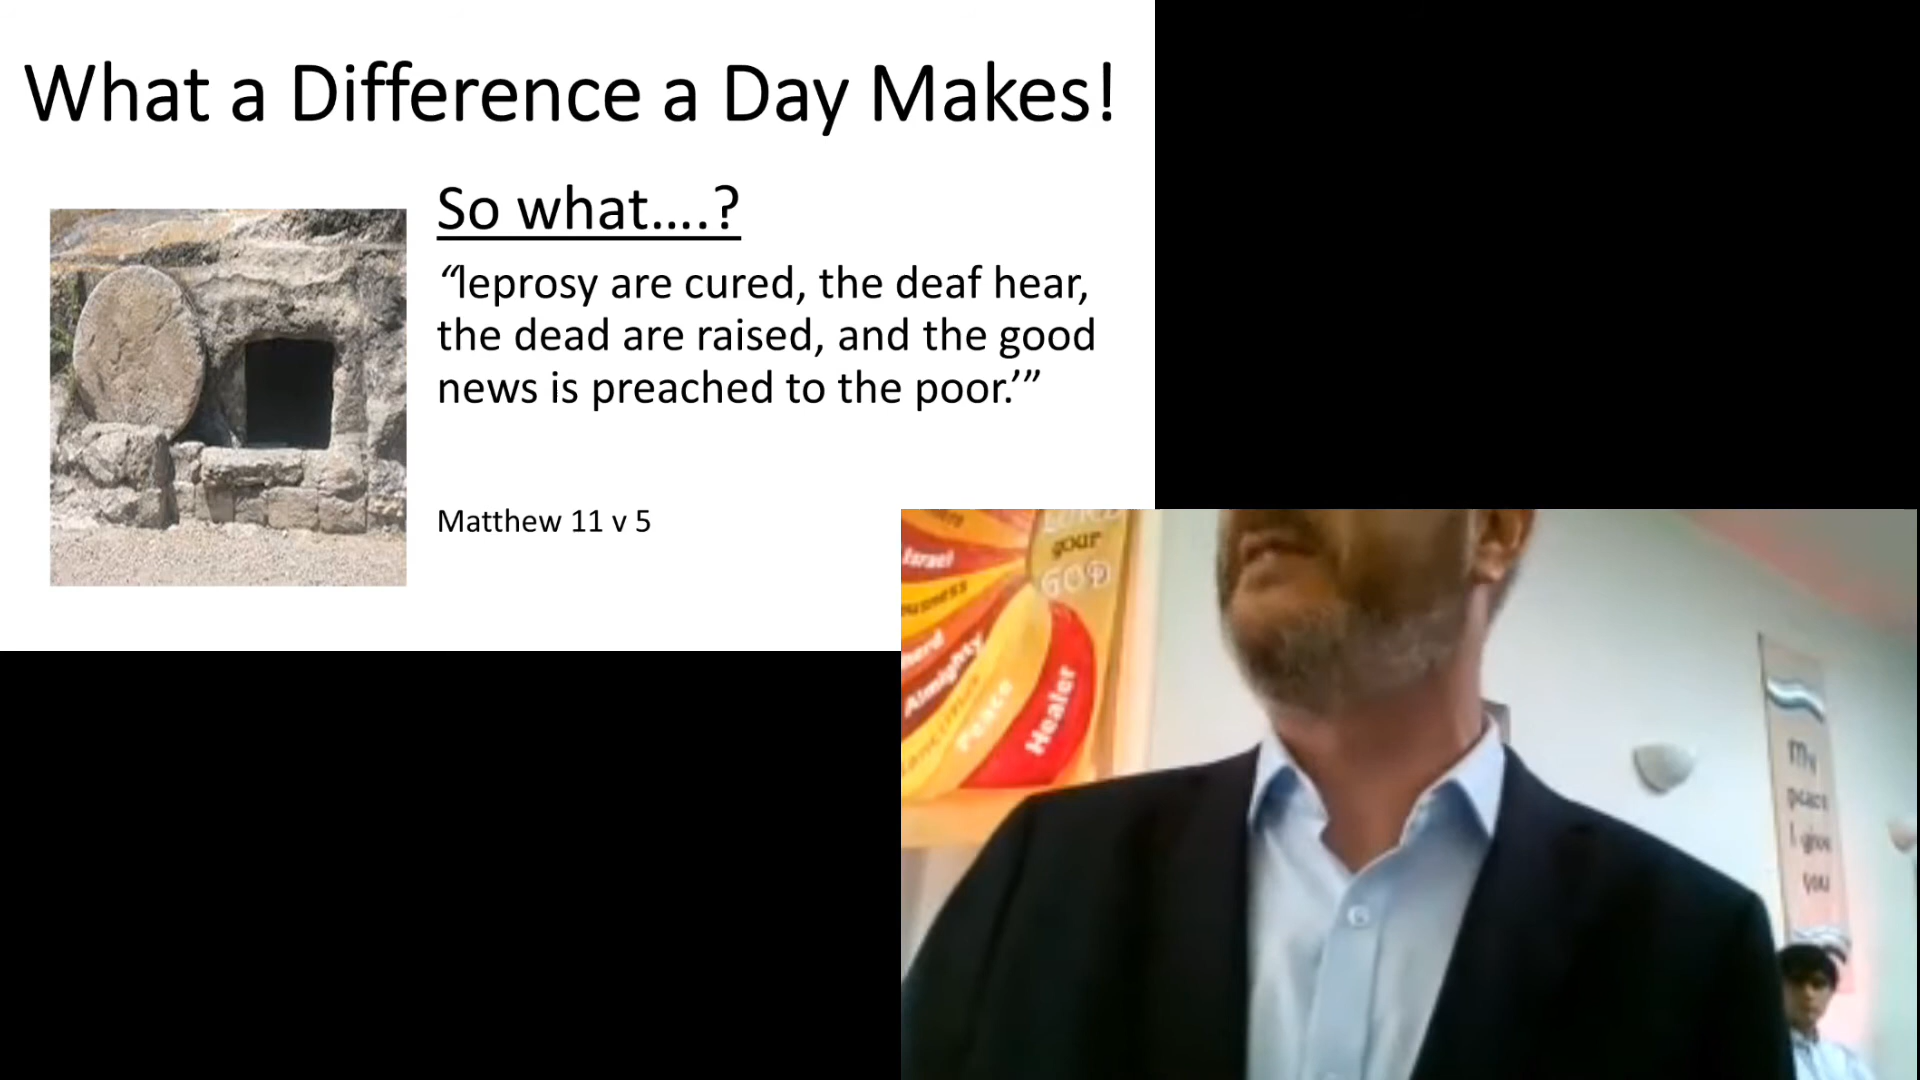 What a Difference a Day Makes!
So what….?
“leprosy are cured, the deaf hear,
the dead are raised, and the good
news is preached to the poor.’”
Matthew 11 v 5
your
GOD
Israel
Almighty
Peace
Healer
My
peace
I give
you